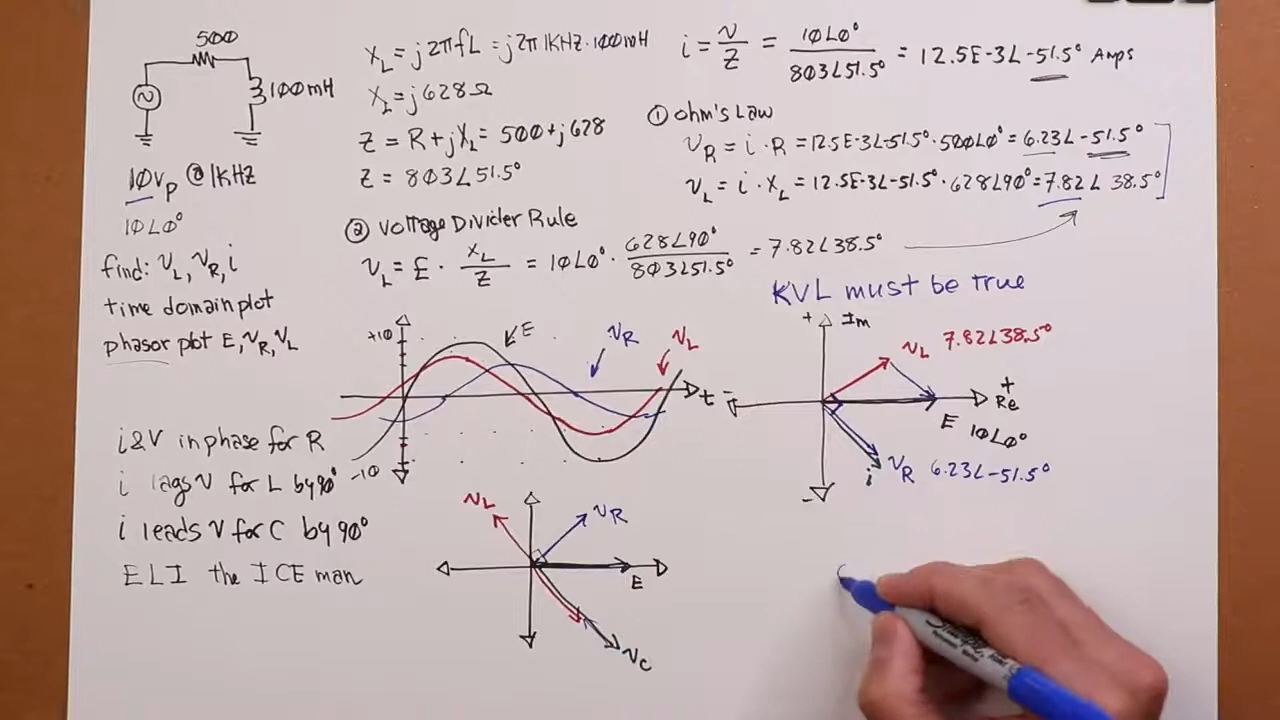 500
100mH
10Vp @ 1KHz
10∠0°
find: VL, VR, i
time domain plot
phasor plot E, VR, VL
i & V in phase for R
i lags V for L by 90°
i leads V for C by 90°
ELI the ICE man
XL = j2πfL = j2π 1KHz · 100mH
XL = j628Ω
Z = R + jXL = 500 + j628
Z = 803∠51.5°
i = v/Z = 10∠0°/803∠51.5° = 12.5E-3∠-51.5° Amps
① Ohm's Law
VR = i · R = 12.5E-3∠-51.5° · 500∠0° = 6.23∠-51.5°
VL = i · XL = 12.5E-3∠-51.5° · 628∠90° = 7.82∠38.5°
② Voltage Divider Rule
VL = E · XL/Z = 10∠0° · 628∠90°/803∠51.5° = 7.82∠38.5°
KVL must be true
+10
E
VR
VL
t
-10
+ Im
VL 7.82∠38.5°
-
+
Re
E 10∠0°
VR 6.23∠-51.5°
i
-
VL
VR
E
VC
Sharpie